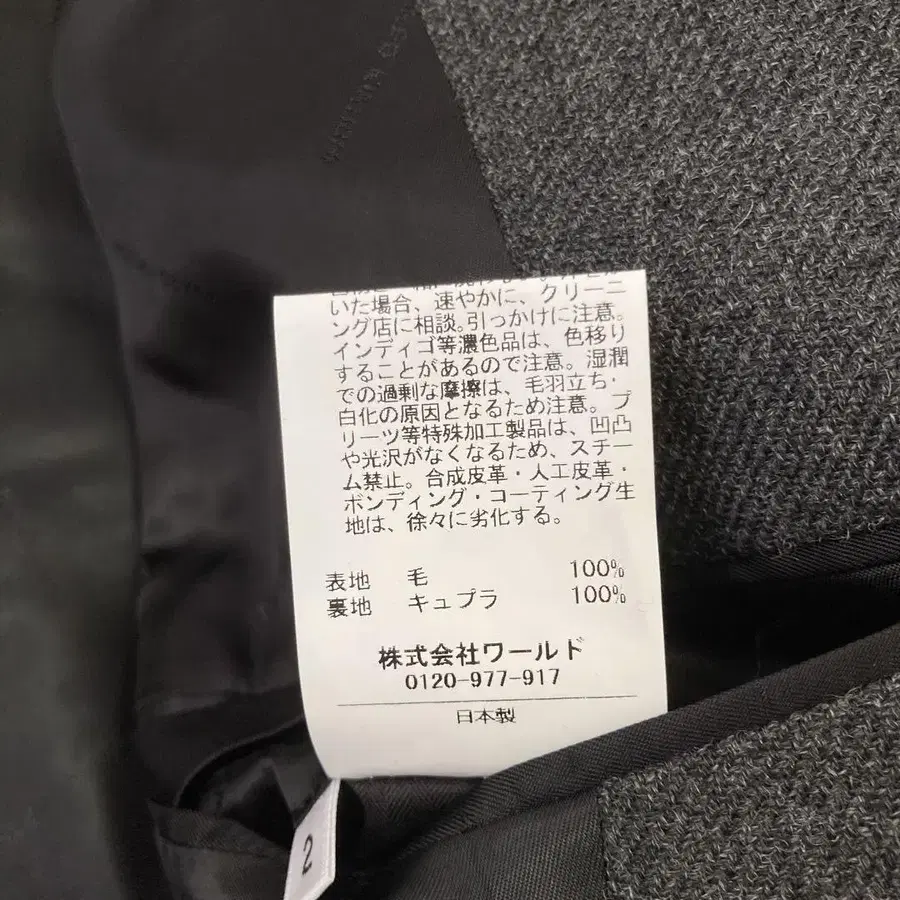 いた場合、速やかに、クリーニ
ング店に相談。引っかけに注意。
インディゴ等濃色品は、色移り
することがあるので注意。湿潤
での過剰な摩擦は、毛羽立ち・
白化の原因となるため注意。プ
リーツ等特殊加工製品は、凹凸
や光沢がなくなるため、スチー
ム禁止。合成皮革・人工皮革・
ボンディング・コーティング生
地は、徐々に劣化する。
表地 毛 100%
裏地 キュプラ 100%
株式会社ワールド
0120-977-917
日本製
2